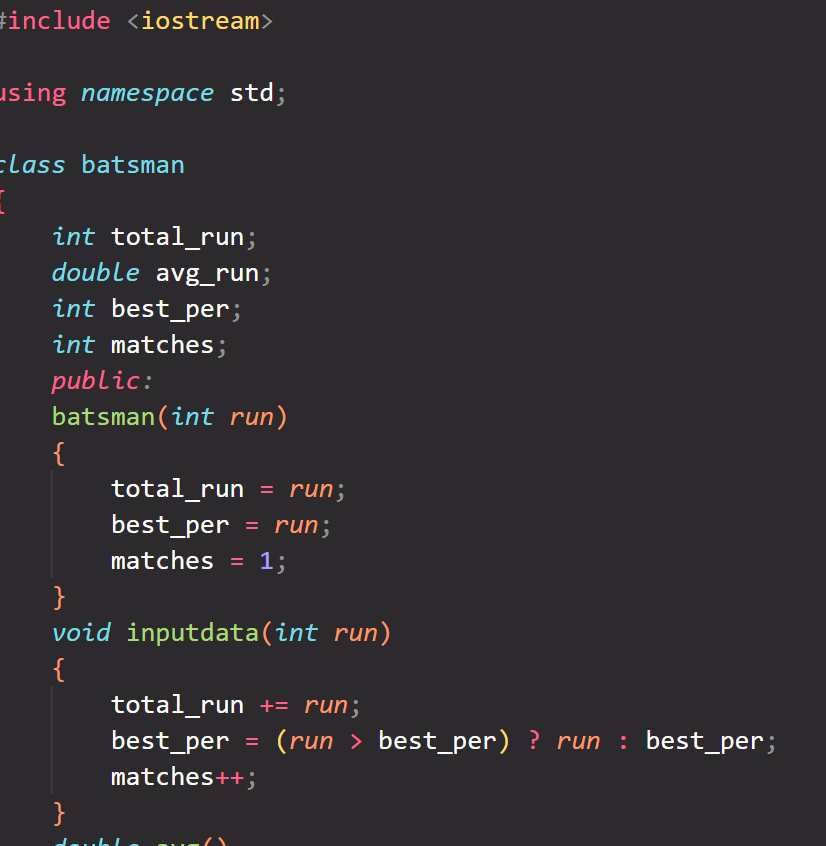 #include <iostream>
using namespace std;
class batsman
{
int total_run;
double avg_run;
int best_per;
int matches;
public:
batsman(int run)
{
total_run = run;
best_per = run;
matches = 1;
}
void inputdata(int run)
{
total_run += run;
best_per = (run > best_per) ? run : best_per;
matches++;
}
double avg()